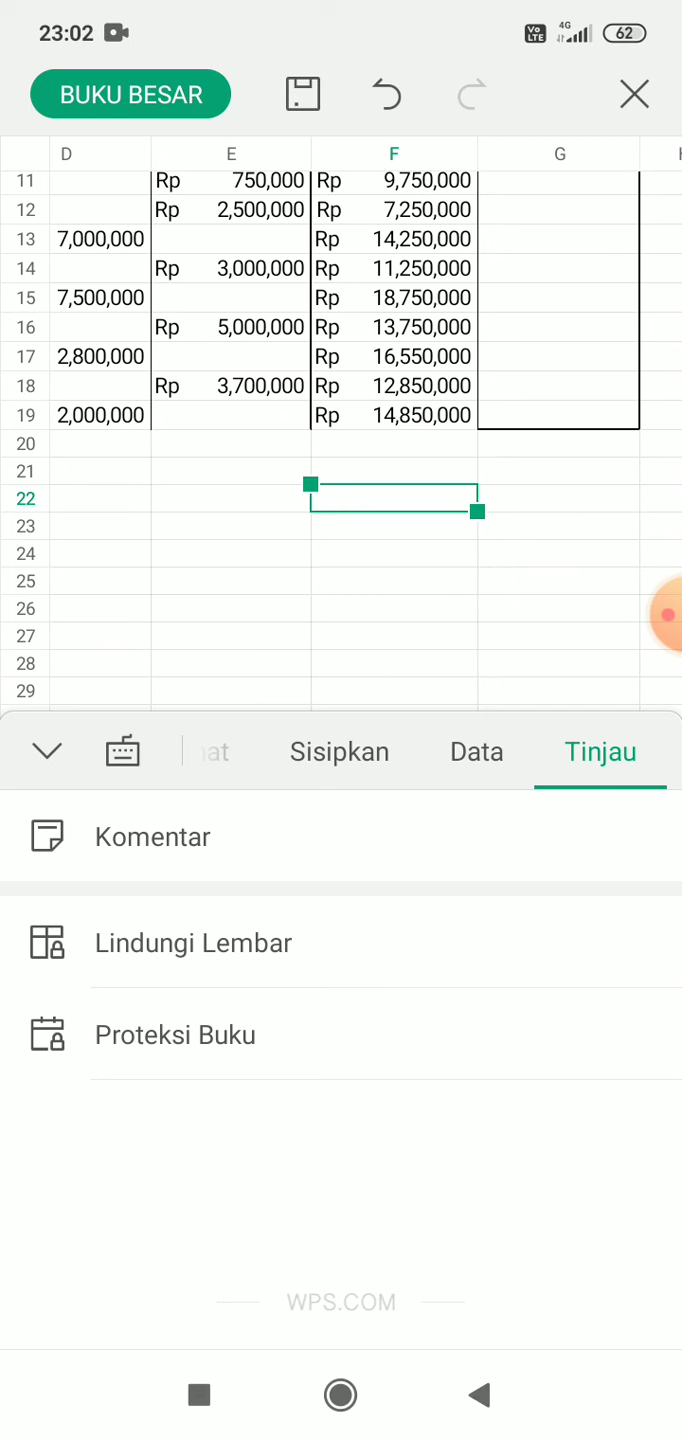 23:02 Vo LTE 4G 62
BUKU BESAR
D E F G
11 Rp 750,000 Rp 9,750,000
12 Rp 2,500,000 Rp 7,250,000
13 7,000,000 Rp 14,250,000
14 Rp 3,000,000 Rp 11,250,000
15 7,500,000 Rp 18,750,000
16 Rp 5,000,000 Rp 13,750,000
17 2,800,000 Rp 16,550,000
18 Rp 3,700,000 Rp 12,850,000
19 2,000,000 Rp 14,850,000
20
21
22
23
24
25
26
27
28
29
Sisipkan Data Tinjau
Komentar
Lindungi Lembar
Proteksi Buku
WPS.COM